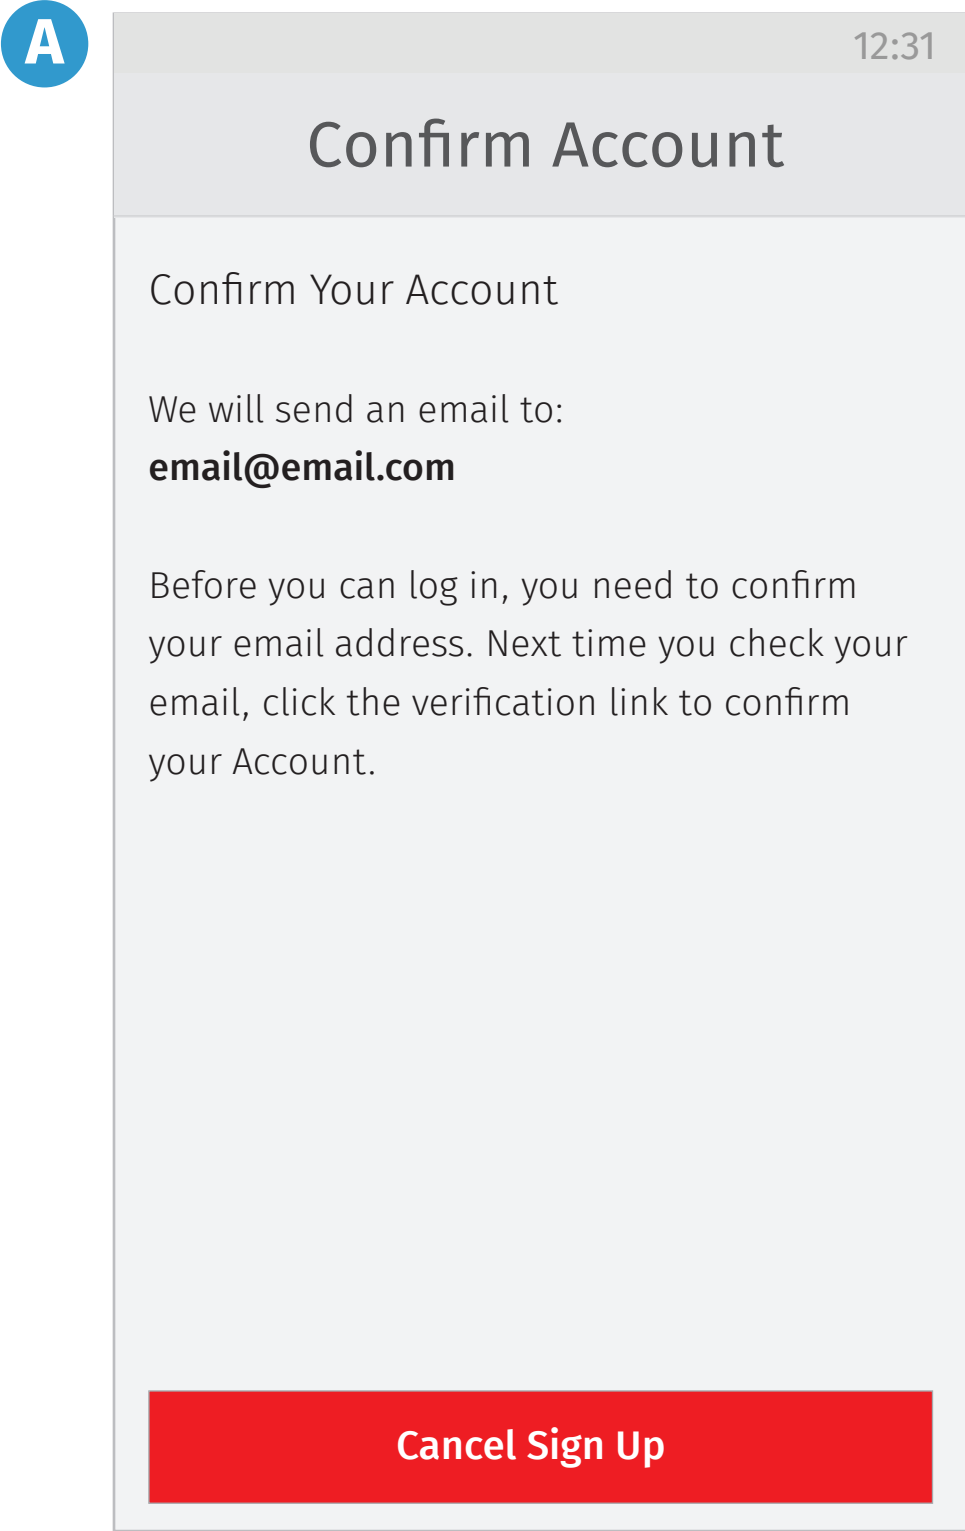 A
12:31
Confirm Account
Confirm Your Account
We will send an email to:
email@email.com
Before you can log in, you need to confirm
your email address. Next time you check your
email, click the verification link to confirm
your Account.
Cancel Sign Up